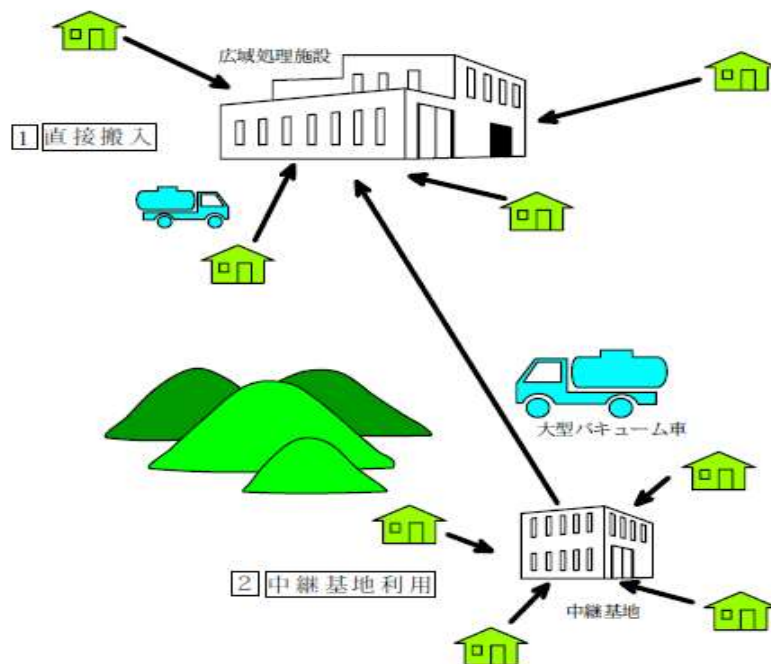 広域処理施設
1 直接搬入
大型バキューム車
2 中継基地利用
中継基地